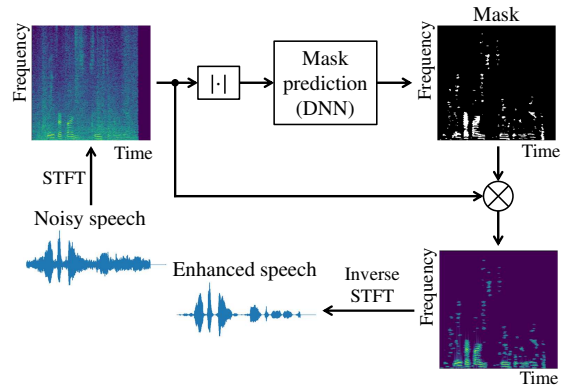 Mask
Frequency
|·|
Mask
prediction
(DNN)
Frequency
Time
Time
STFT
Noisy speech
Enhanced speech
Inverse
STFT
Frequency
Time